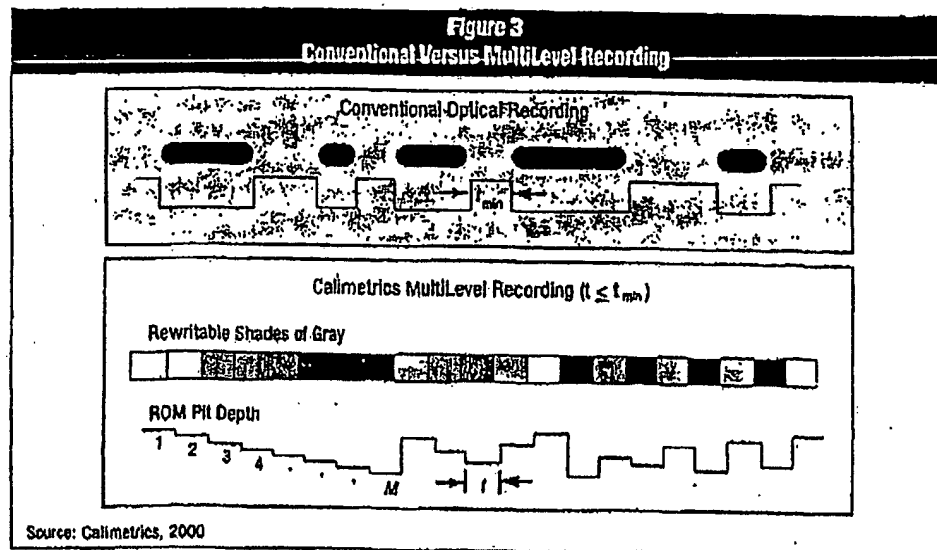 Figure 3
Conventional Versus MultiLevel Recording
Conventional Optical Recording
t min
Calimetrics MultiLevel Recording (t ≤ t min)
Rewritable Shades of Gray
ROM Pit Depth
1 2 3 4 . . . M
t
Source: Calimetrics, 2000